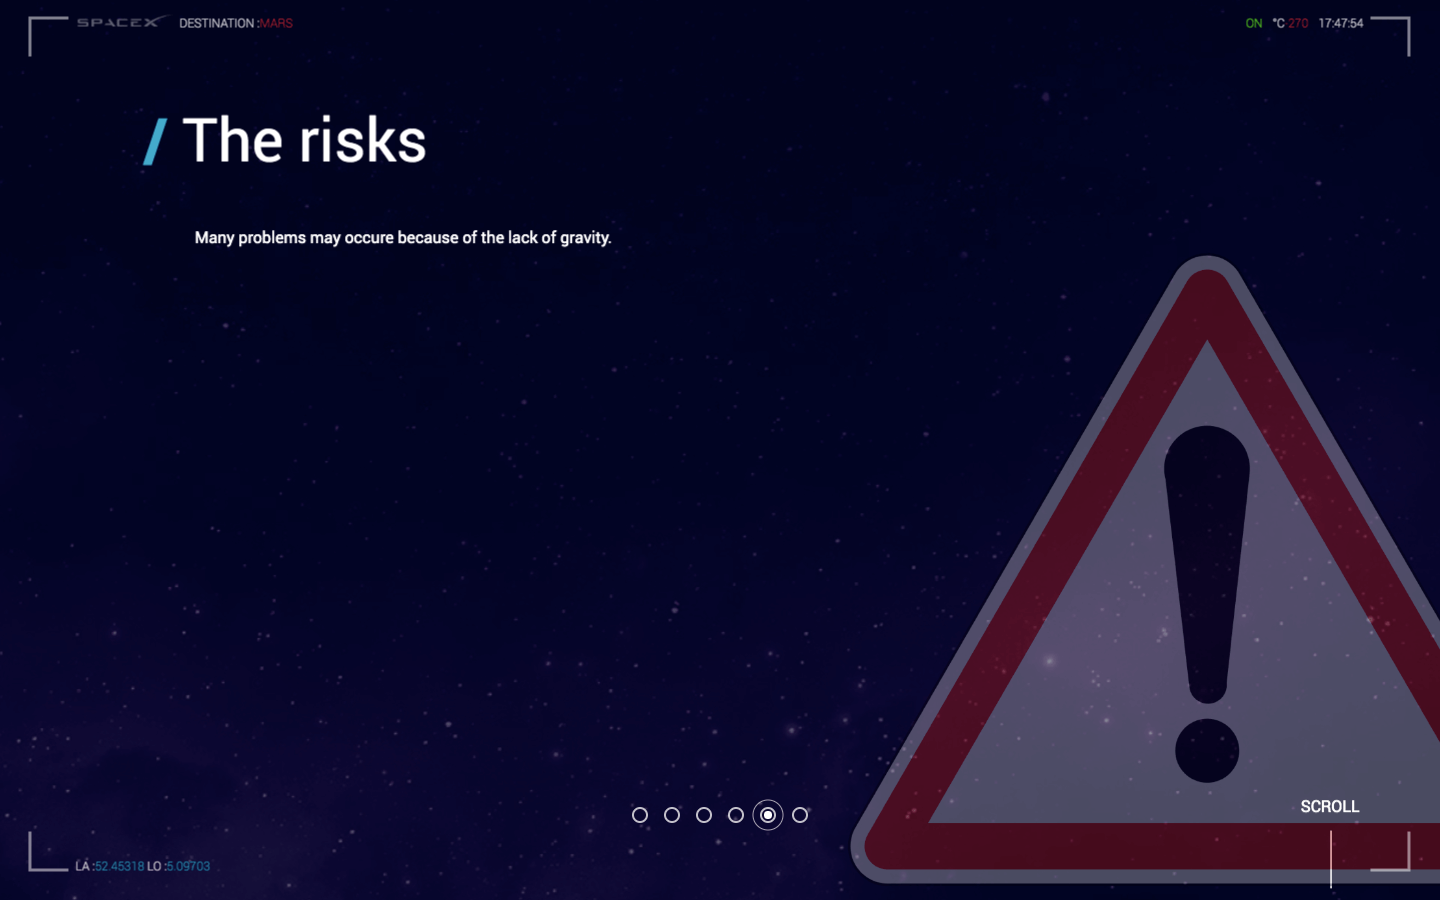 SPACEX DESTINATION :MARS
ON °C 270 17:47:54
/ The risks
Many problems may occure because of the lack of gravity.
SCROLL
LA :52.45318 LO :5.09703